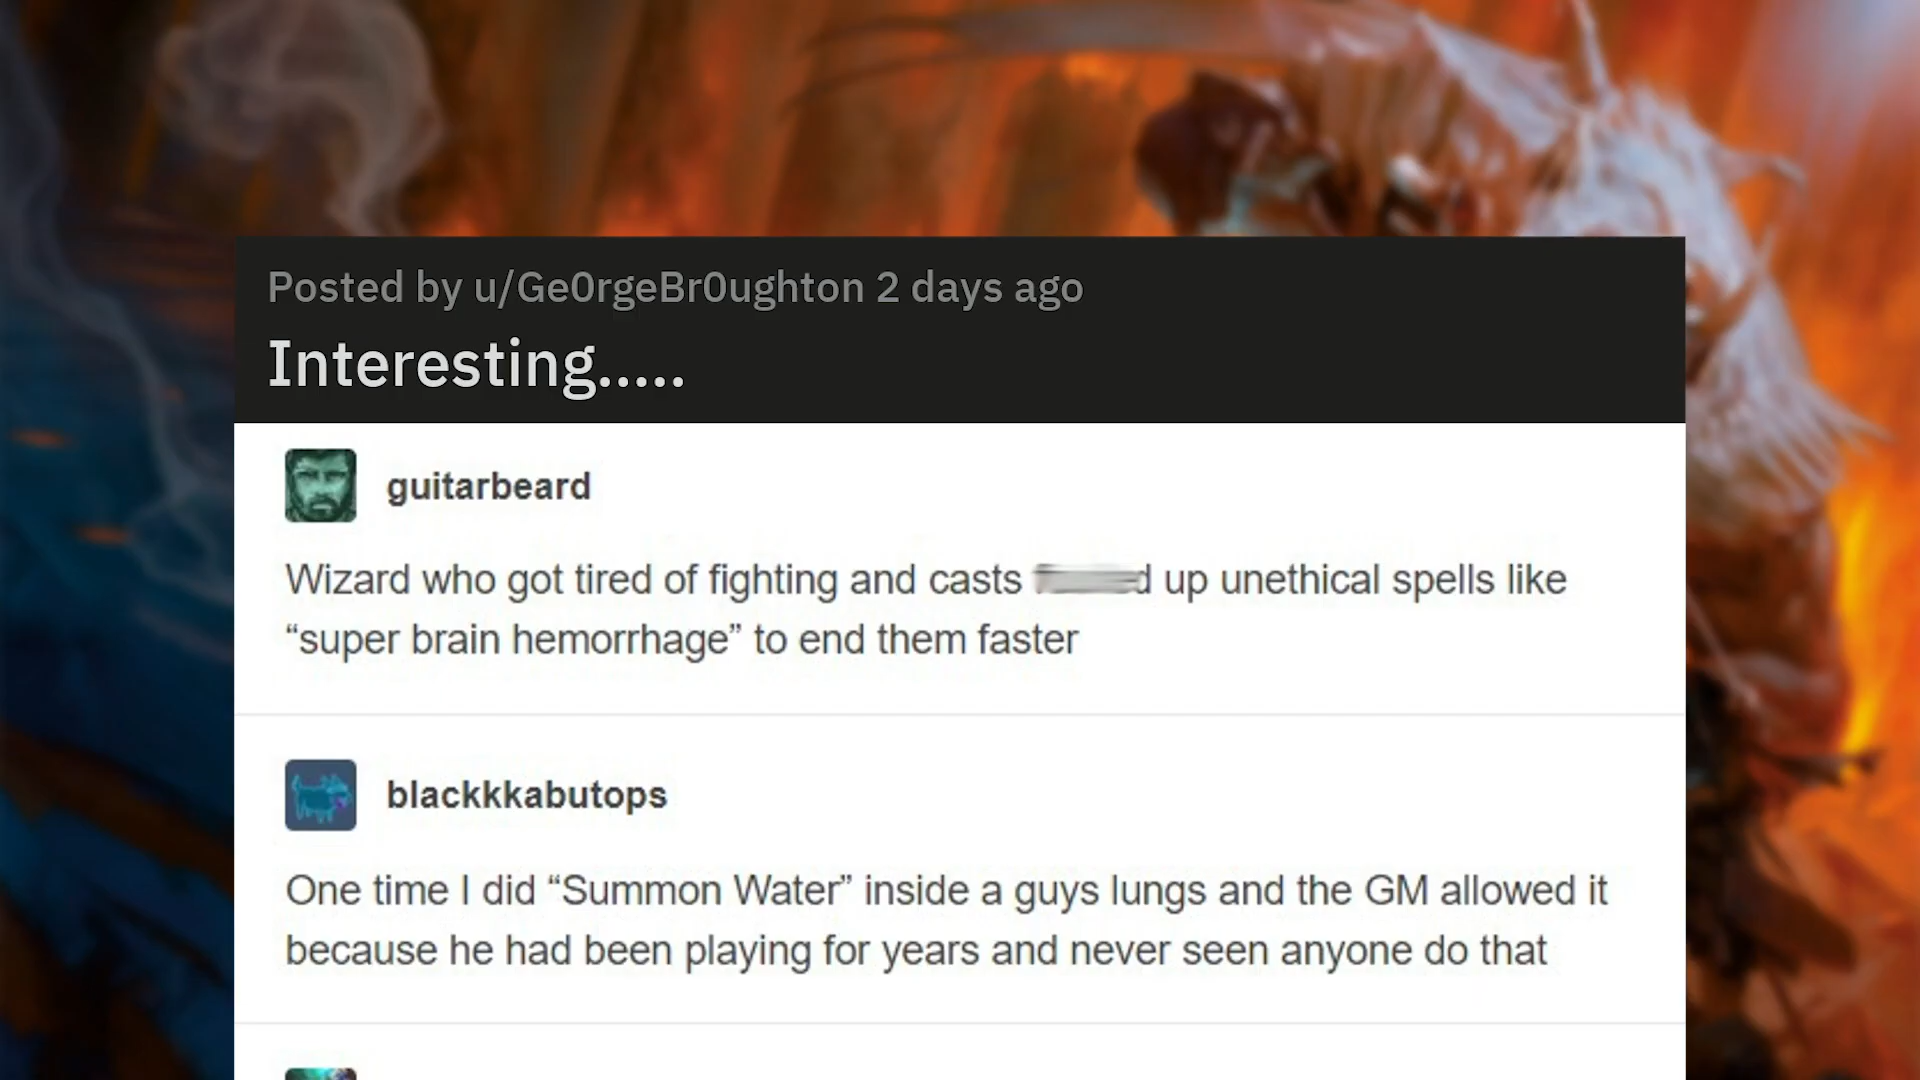 Posted by u/Ge0rgeBr0ughton 2 days ago
Interesting.....
guitarbeard
Wizard who got tired of fighting and casts up unethical spells like
“super brain hemorrhage” to end them faster
blackkkabutops
One time I did “Summon Water” inside a guys lungs and the GM allowed it
because he had been playing for years and never seen anyone do that